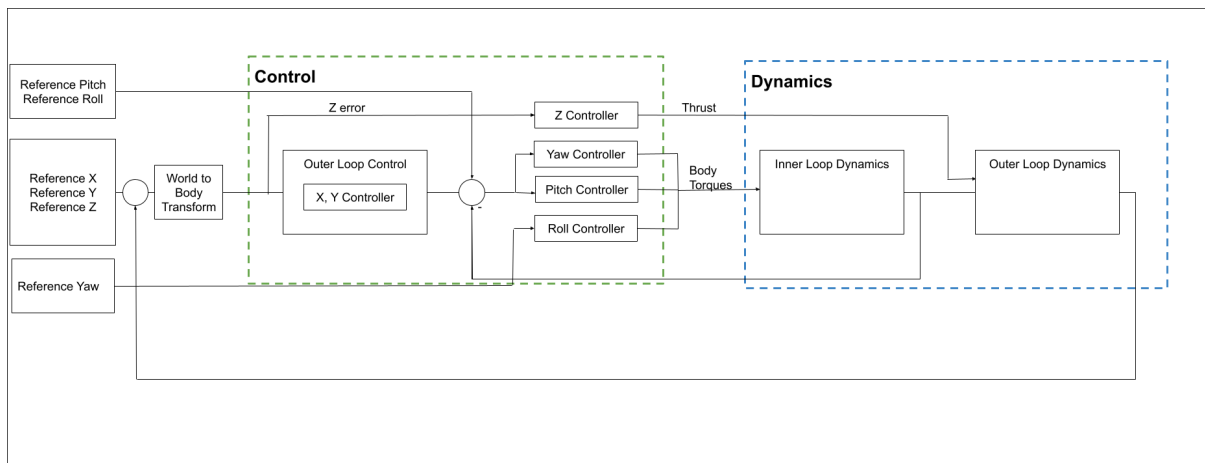 Control
Dynamics
Reference Pitch
Reference Roll
Z error
Z Controller
Thrust
Reference X
Reference Y
Reference Z
World to
Body
Transform
Outer Loop Control
X, Y Controller
-
Yaw Controller
Pitch Controller
Roll Controller
Body
Torques
Inner Loop Dynamics
Outer Loop Dynamics
Reference Yaw